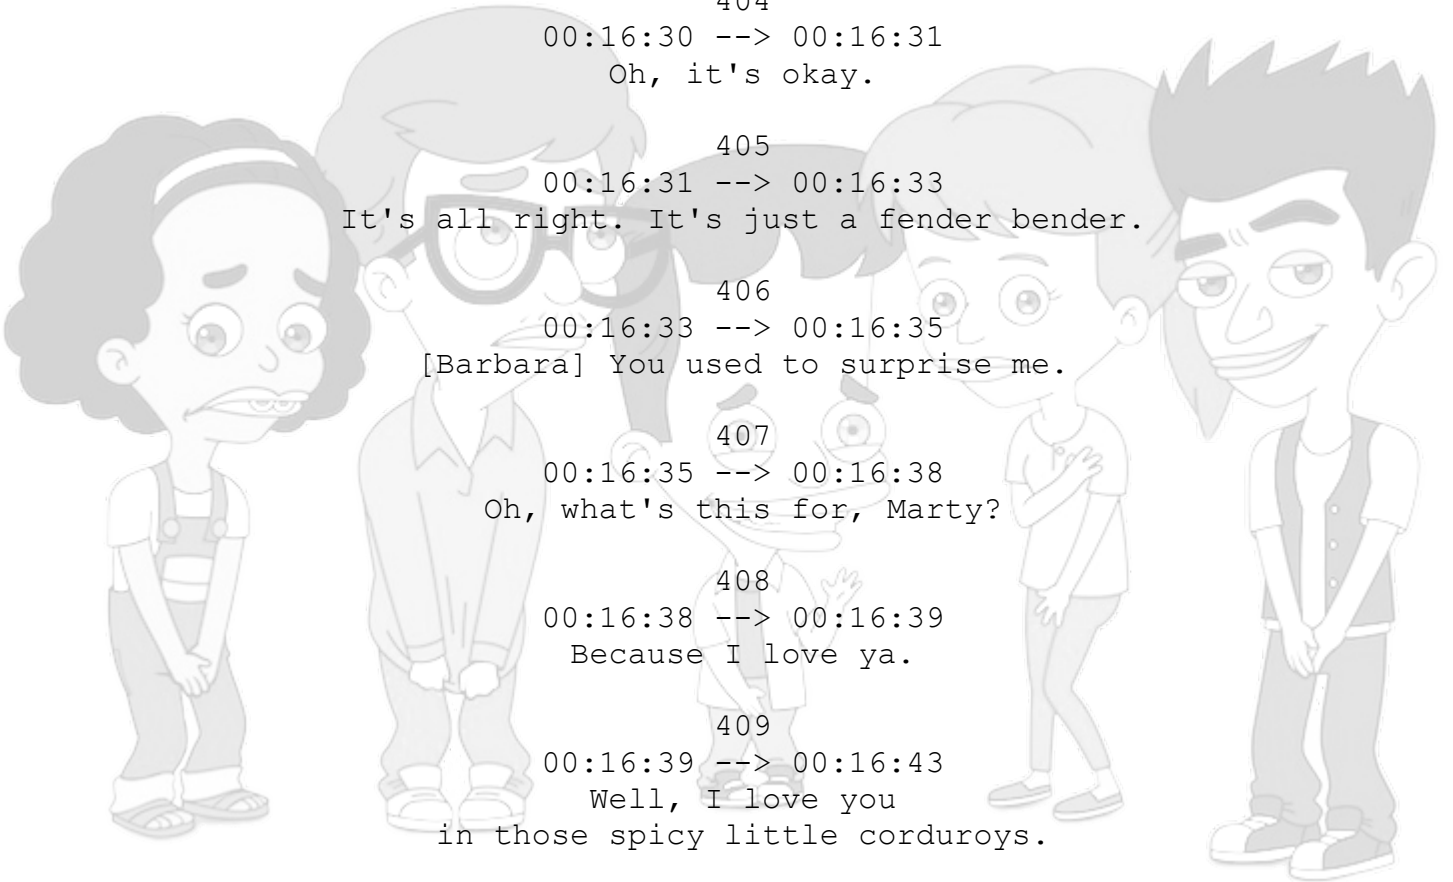 404
00:16:30 --> 00:16:31
Oh, it's okay.
405
00:16:31 --> 00:16:33
It's all right. It's just a fender bender.
406
00:16:33 --> 00:16:35
[Barbara] You used to surprise me.
407
00:16:35 --> 00:16:38
Oh, what's this for, Marty?
408
00:16:38 --> 00:16:39
Because I love ya.
409
00:16:39 --> 00:16:43
Well, I love you
in those spicy little corduroys.